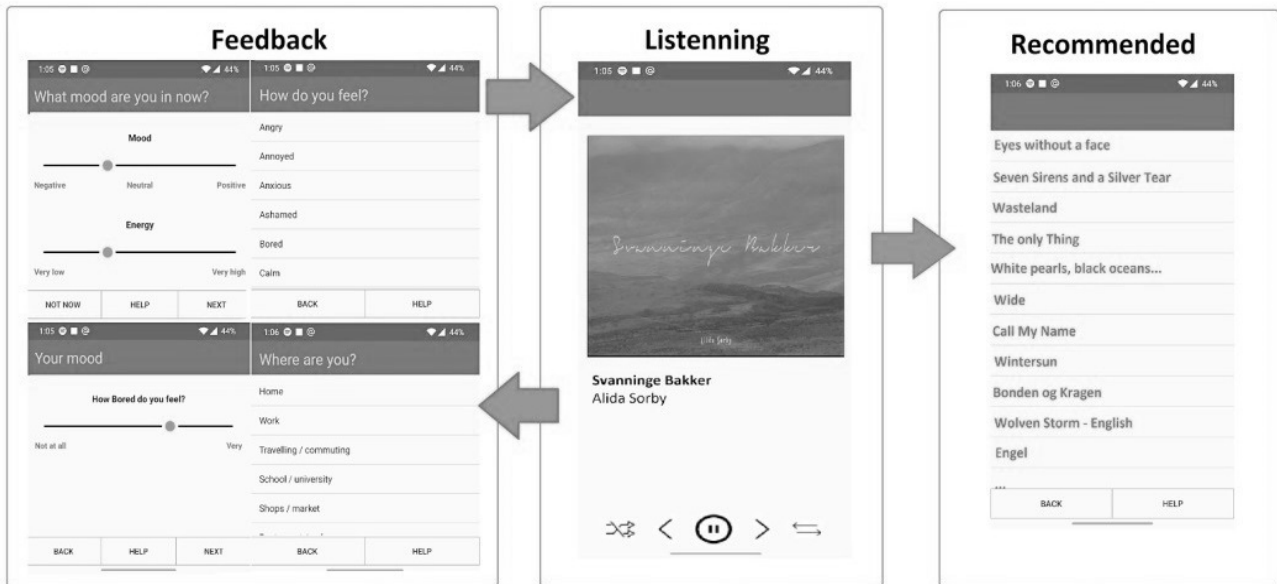 Feedback
1:05 44%
What mood are you in now?
Mood
Negative Neutral Positive
Energy
Very low Very high
NOT NOW HELP NEXT
1:05 44%
How do you feel?
Angry
Annoyed
Anxious
Ashamed
Bored
Calm
BACK HELP
1:05 44%
Your mood
How Bored do you feel?
Not at all Very
BACK HELP NEXT
1:06 44%
Where are you?
Home
Work
Travelling / commuting
School / university
Shops / market
BACK HELP
Listenning
1:05 44%
Svanninge Bakker
Alida Sorby
Svanninge Bakker
Alida Sorby
Recommended
1:06 44%
Eyes without a face
Seven Sirens and a Silver Tear
Wasteland
The only Thing
White pearls, black oceans...
Wide
Call My Name
Wintersun
Bonden og Kragen
Wolven Storm - English
Engel
...
BACK HELP